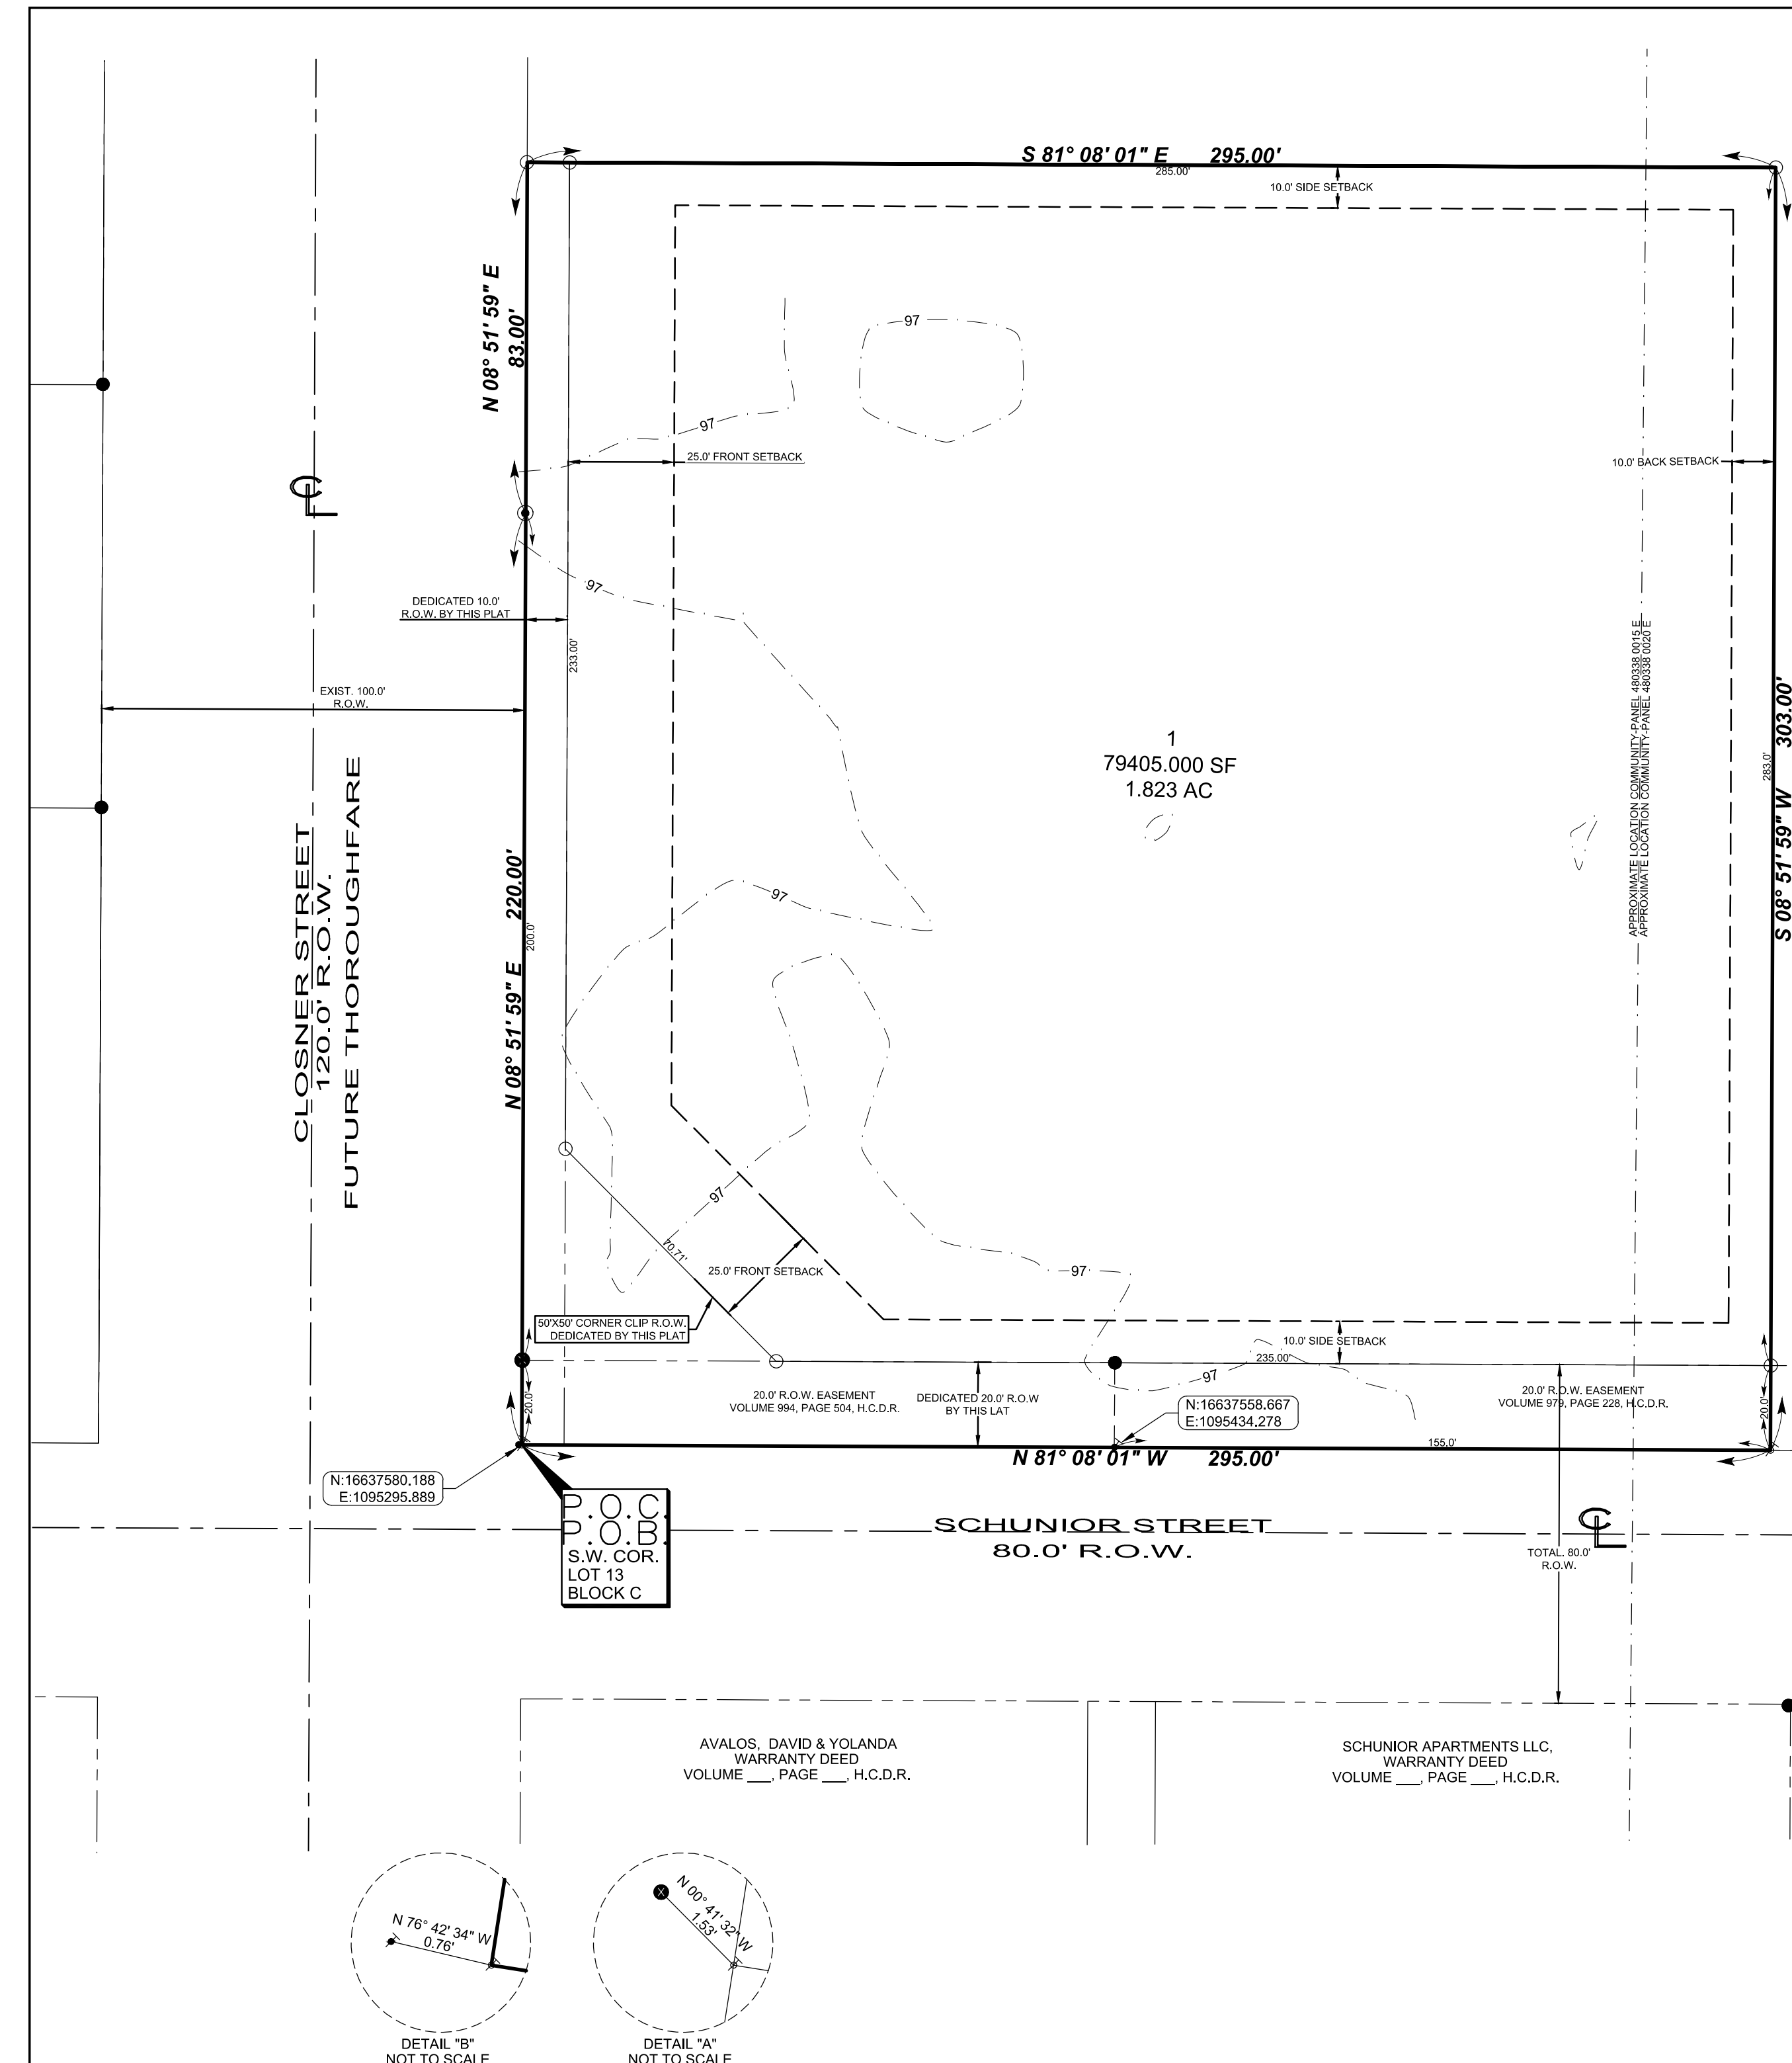 S 81° 08' 01" E 295.00'
285.00'
10.0' SIDE SETBACK
N 08° 51' 59" E
83.00'
97
97
25.0' FRONT SETBACK
10.0' BACK SETBACK
97
DEDICATED 10.0'
R.O.W. BY THIS PLAT
233.00'
EXIST. 100.0'
R.O.W.
CLOSNER STREET
120.0' R.O.W.
FUTURE THOROUGHFARE
1
79405.000 SF
1.823 AC
APPROXIMATE LOCATION COMMUNITY-PANEL 480338 0015 E
APPROXIMATE LOCATION COMMUNITY-PANEL 480338 0020 E
S 08° 51' 59" W 303.00'
283.0'
N 08° 51' 59" E 220.00'
200.0'
97
97
70.71'
25.0' FRONT SETBACK
97
50'X50' CORNER CLIP R.O.W.
DEDICATED BY THIS PLAT
10.0' SIDE SETBACK
235.00'
97
20.0'
20.0' R.O.W. EASEMENT
VOLUME 994, PAGE 504, H.C.D.R.
DEDICATED 20.0' R.O.W
BY THIS LAT
N:16637558.667
E:1095434.278
20.0' R.O.W. EASEMENT
VOLUME 979, PAGE 228, H.C.D.R.
20.0'
155.0'
N 81° 08' 01" W 295.00'
N:16637580.188
E:1095295.889
P.O.C.
P.O.B.
S.W. COR.
LOT 13
BLOCK C
SCHUNIOR STREET
80.0' R.O.W.
TOTAL. 80.0'
R.O.W.
AVALOS, DAVID & YOLANDA
WARRANTY DEED
VOLUME ___, PAGE ___, H.C.D.R.
SCHUNIOR APARTMENTS LLC,
WARRANTY DEED
VOLUME ___, PAGE ___, H.C.D.R.
N 76° 42' 34" W
0.76'
DETAIL "B"
NOT TO SCALE
N 00° 41' 32" W
1.53'
DETAIL "A"
NOT TO SCALE